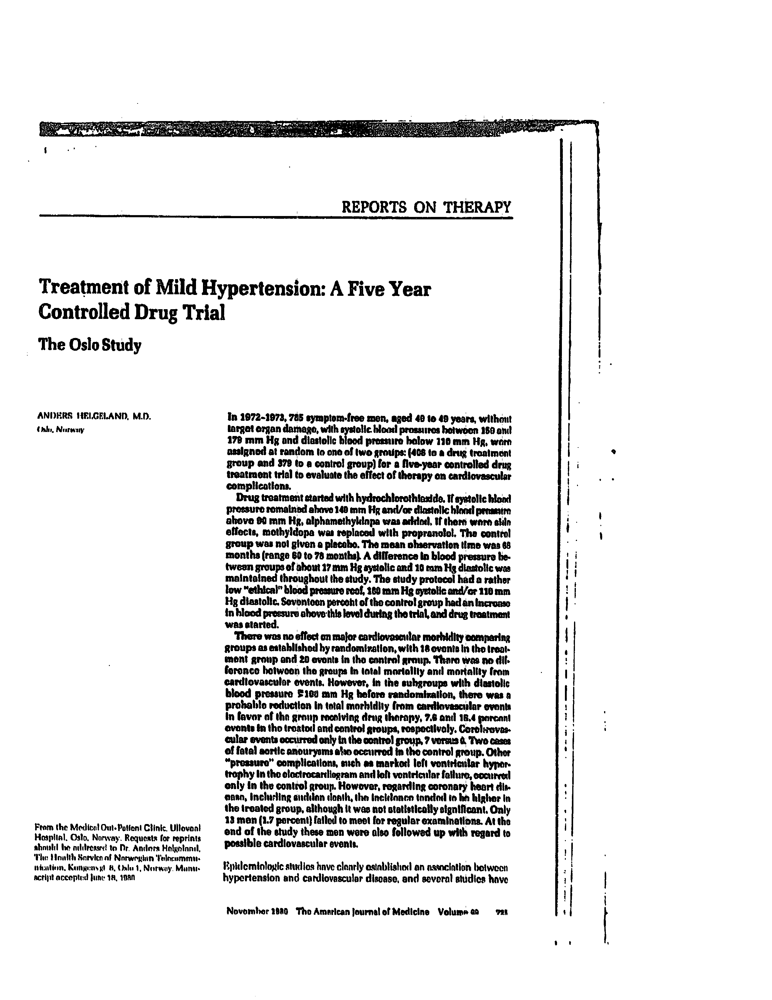 REPORTS ON THERAPY
Treatment of Mild Hypertension: A Five Year
Controlled Drug Trial
The Oslo Study
ANDERS HELGELAND, M.D.
Oslo, Norway
In 1972-1973, 785 symptom-free men, aged 40 to 49 years, without
target organ damage, with systolic blood pressures between 150 and
179 mm Hg and diastolic blood pressure below 110 mm Hg, were
assigned at random to one of two groups: (406 to a drug treatment
group and 379 to a control group) for a five-year controlled drug
treatment trial to evaluate the effect of therapy on cardiovascular
complications.
Drug treatment started with hydrochlorothiazide. If systolic blood
pressure remained above 140 mm Hg and/or diastolic blood pressure
above 90 mm Hg, alphamethyldopa was added. If there were side
effects, methyldopa was replaced with propranolol. The control
group was not given a placebo. The mean observation time was 66
months (range 60 to 78 months). A difference in blood pressure be-
tween groups of about 17 mm Hg systolic and 10 mm Hg diastolic was
maintained throughout the study. The study protocol had a rather
low "ethical" blood pressure roof, 180 mm Hg systolic and/or 110 mm
Hg diastolic. Seventeen percent of the control group had an increase
in blood pressure above this level during the trial, and drug treatment
was started.
There was no effect on major cardiovascular morbidity comparing
groups as established by randomization, with 18 events in the treat-
ment group and 20 events in the control group. There was no dif-
ference between the groups in total mortality and mortality from
cardiovascular events. However, in the subgroups with diastolic
blood pressure ≥100 mm Hg before randomization, there was a
probable reduction in total morbidity from cardiovascular events
in favor of the group receiving drug therapy, 7.6 and 16.4 percent
events in the treated and control groups, respectively. Cerebrovas-
cular events occurred only in the control group, 7 versus 0. Two cases
of fatal aortic aneurysms also occurred in the control group. Other
"pressure" complications, such as marked left ventricular hyper-
trophy in the electrocardiogram and left ventricular failure, occurred
only in the control group. However, regarding coronary heart dis-
ease, including sudden death, the incidence tended to be higher in
the treated group, although it was not statistically significant. Only
13 men (1.7 percent) failed to meet for regular examinations. At the
end of the study these men were also followed up with regard to
possible cardiovascular events.
Epidemiologic studies have clearly established an association between
hypertension and cardiovascular disease, and several studies have
From the Medical Out-Patient Clinic, Ullevaal
Hospital, Oslo, Norway. Requests for reprints
should be addressed to Dr. Anders Helgeland,
The Health Service of Norwegian Telecommu-
nication, Kongensgt 8, Oslo 1, Norway. Manu-
script accepted June 18, 1980
November 1980 The American Journal of Medicine Volume 69 721